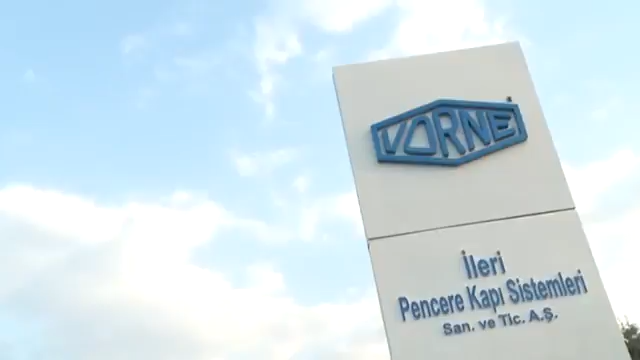 VORNE
İleri
Pencere Kapı Sistemleri
San. ve Tic. A.Ş.